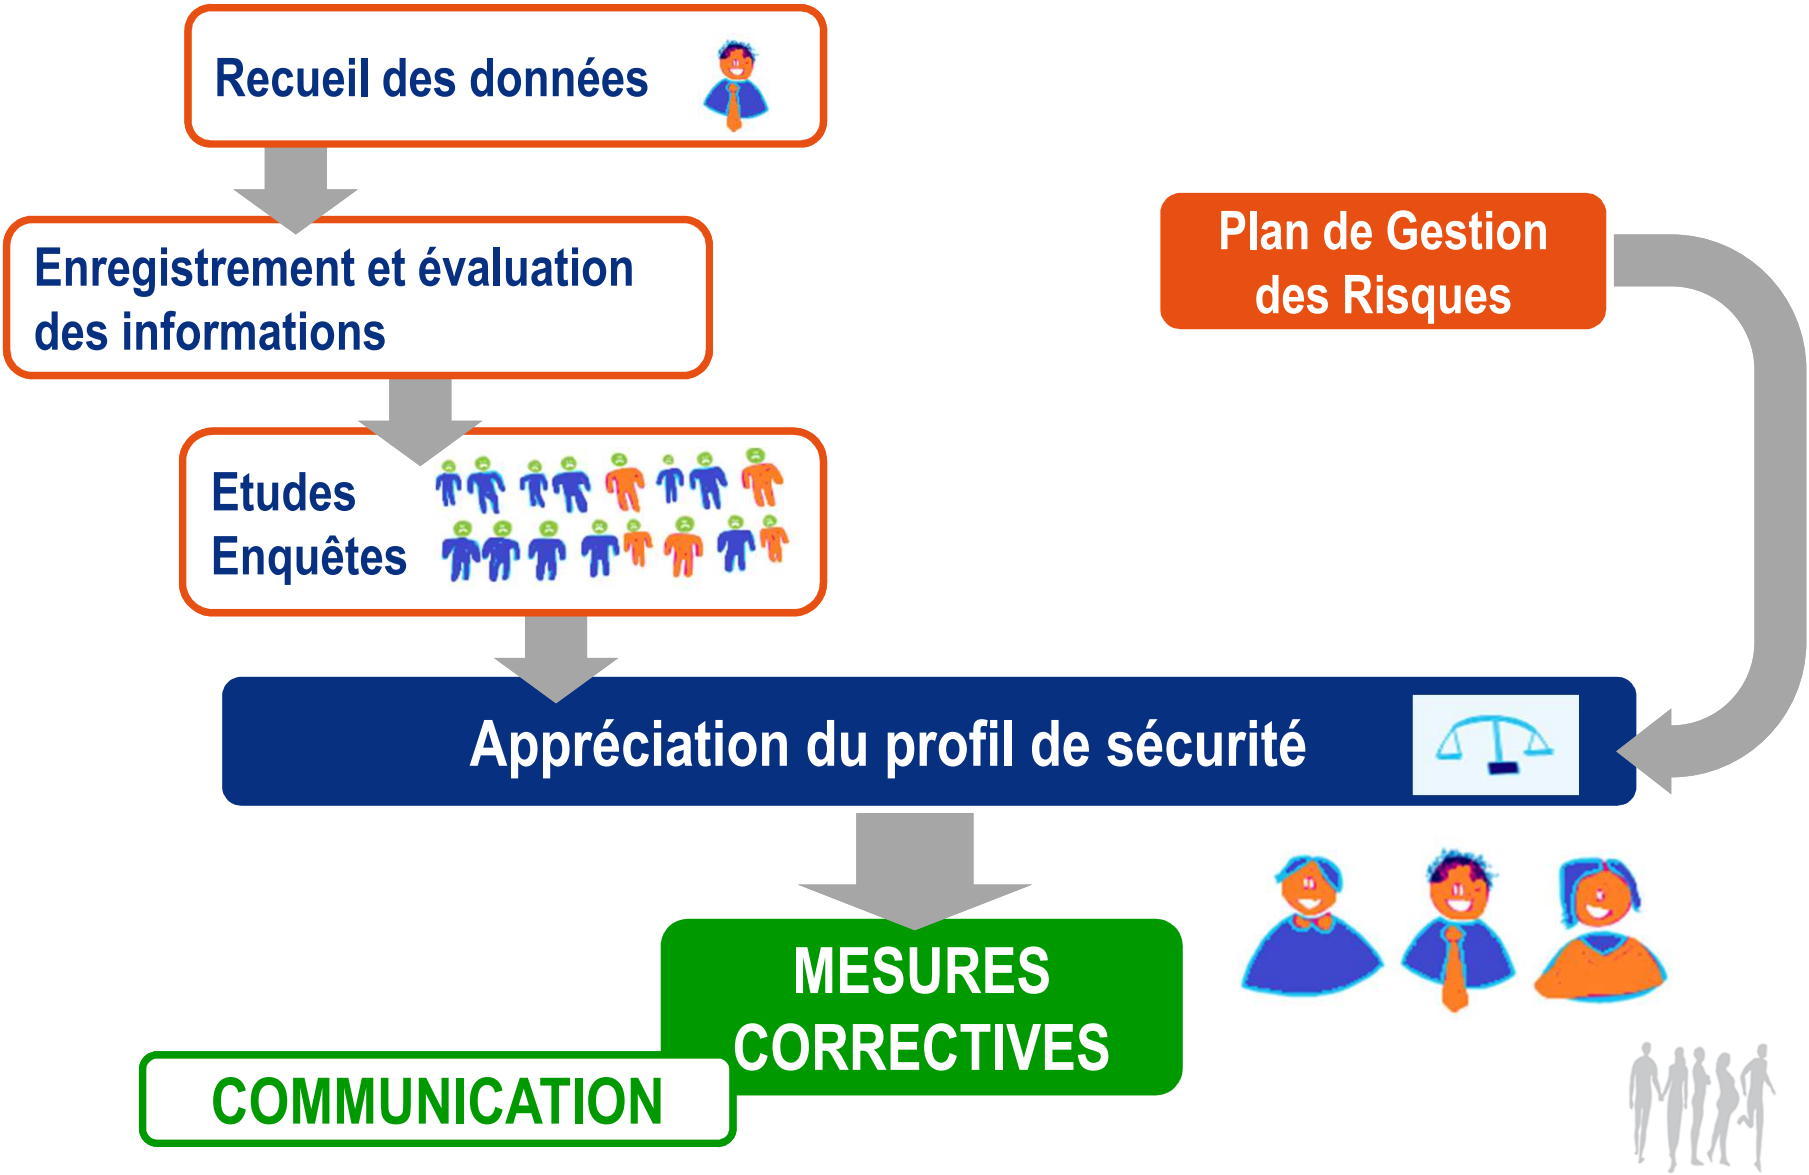 Recueil des données
Enregistrement et évaluation
des informations
Plan de Gestion
des Risques
Etudes
Enquêtes
Appréciation du profil de sécurité
MESURES
CORRECTIVES
COMMUNICATION